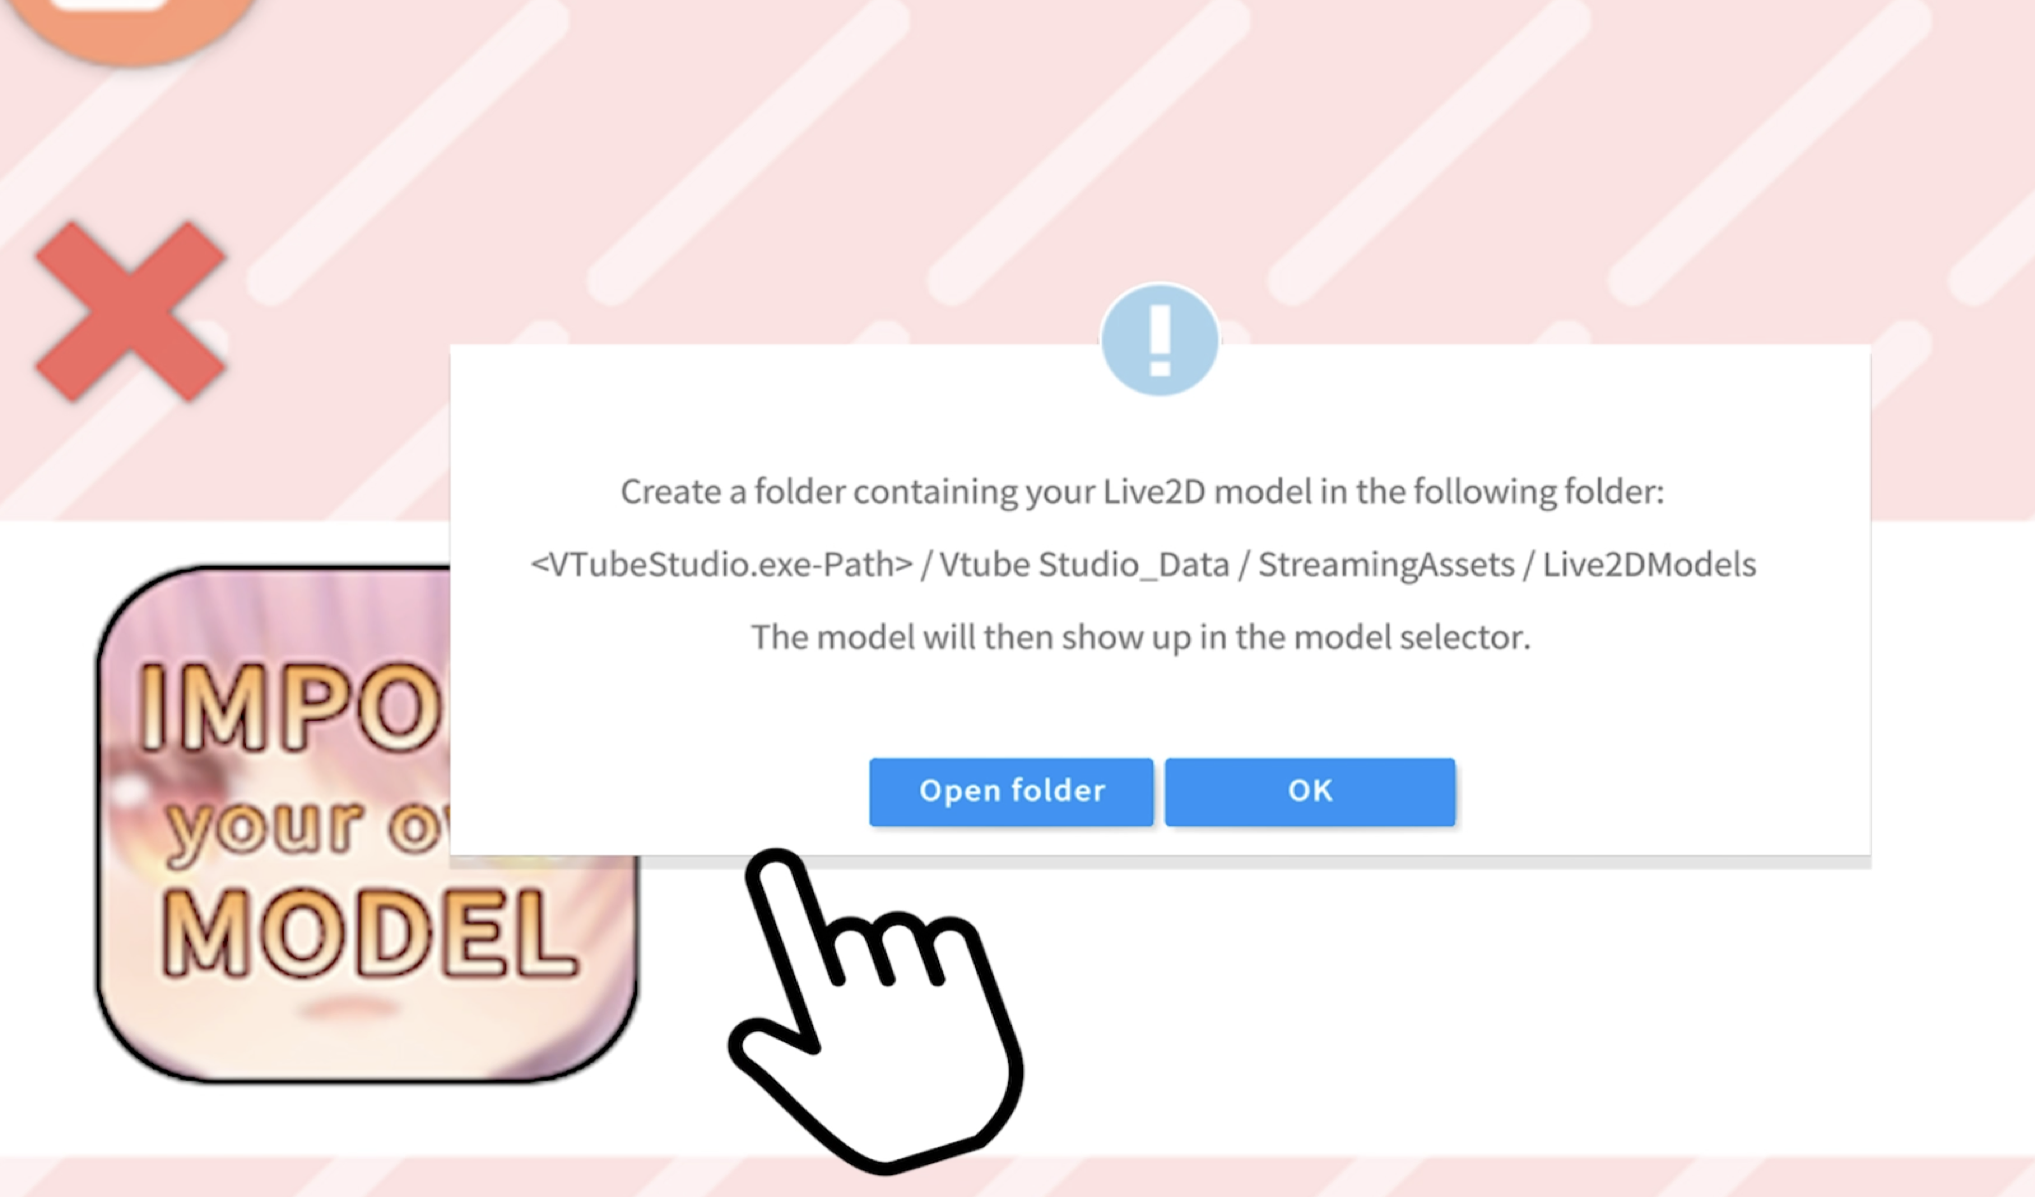 Create a folder containing your Live2D model in the following folder:
<VTubeStudio.exe-Path> / Vtube Studio_Data / StreamingAssets / Live2DModels
The model will then show up in the model selector.
Open folder OK
IMPO
your o
MODEL